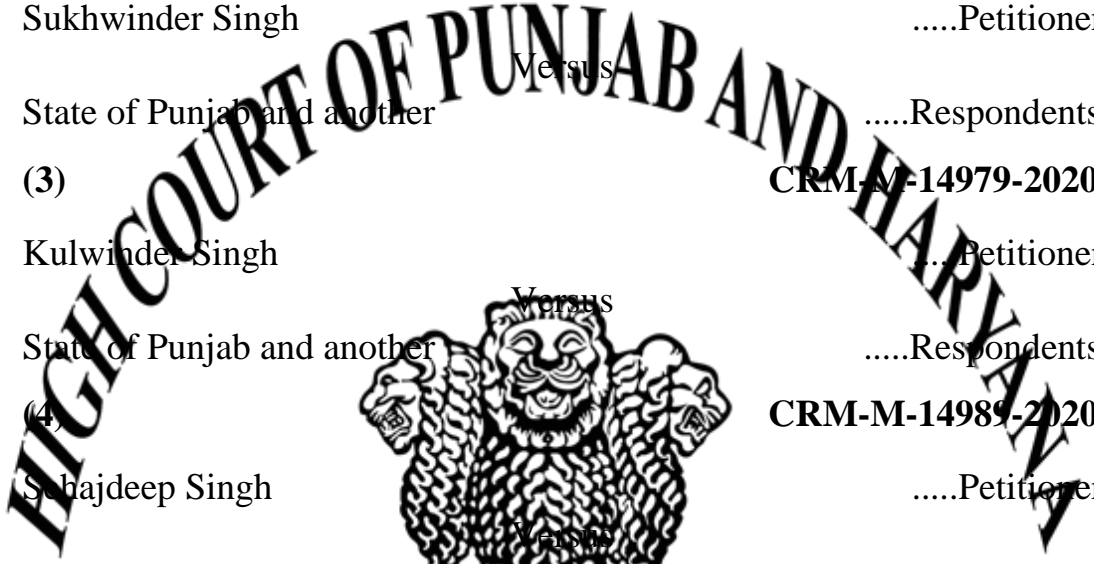 HIGH COURT OF PUNJAB AND HARYANA
Sukhwinder Singh .....Petitioner
Versus
State of Punjab and another .....Respondents
(3) CRM-M-14979-2020
Kulwinder Singh .....Petitioner
Versus
State of Punjab and another .....Respondents
(4) CRM-M-14989-2020
Sehajdeep Singh .....Petitioner
Versus